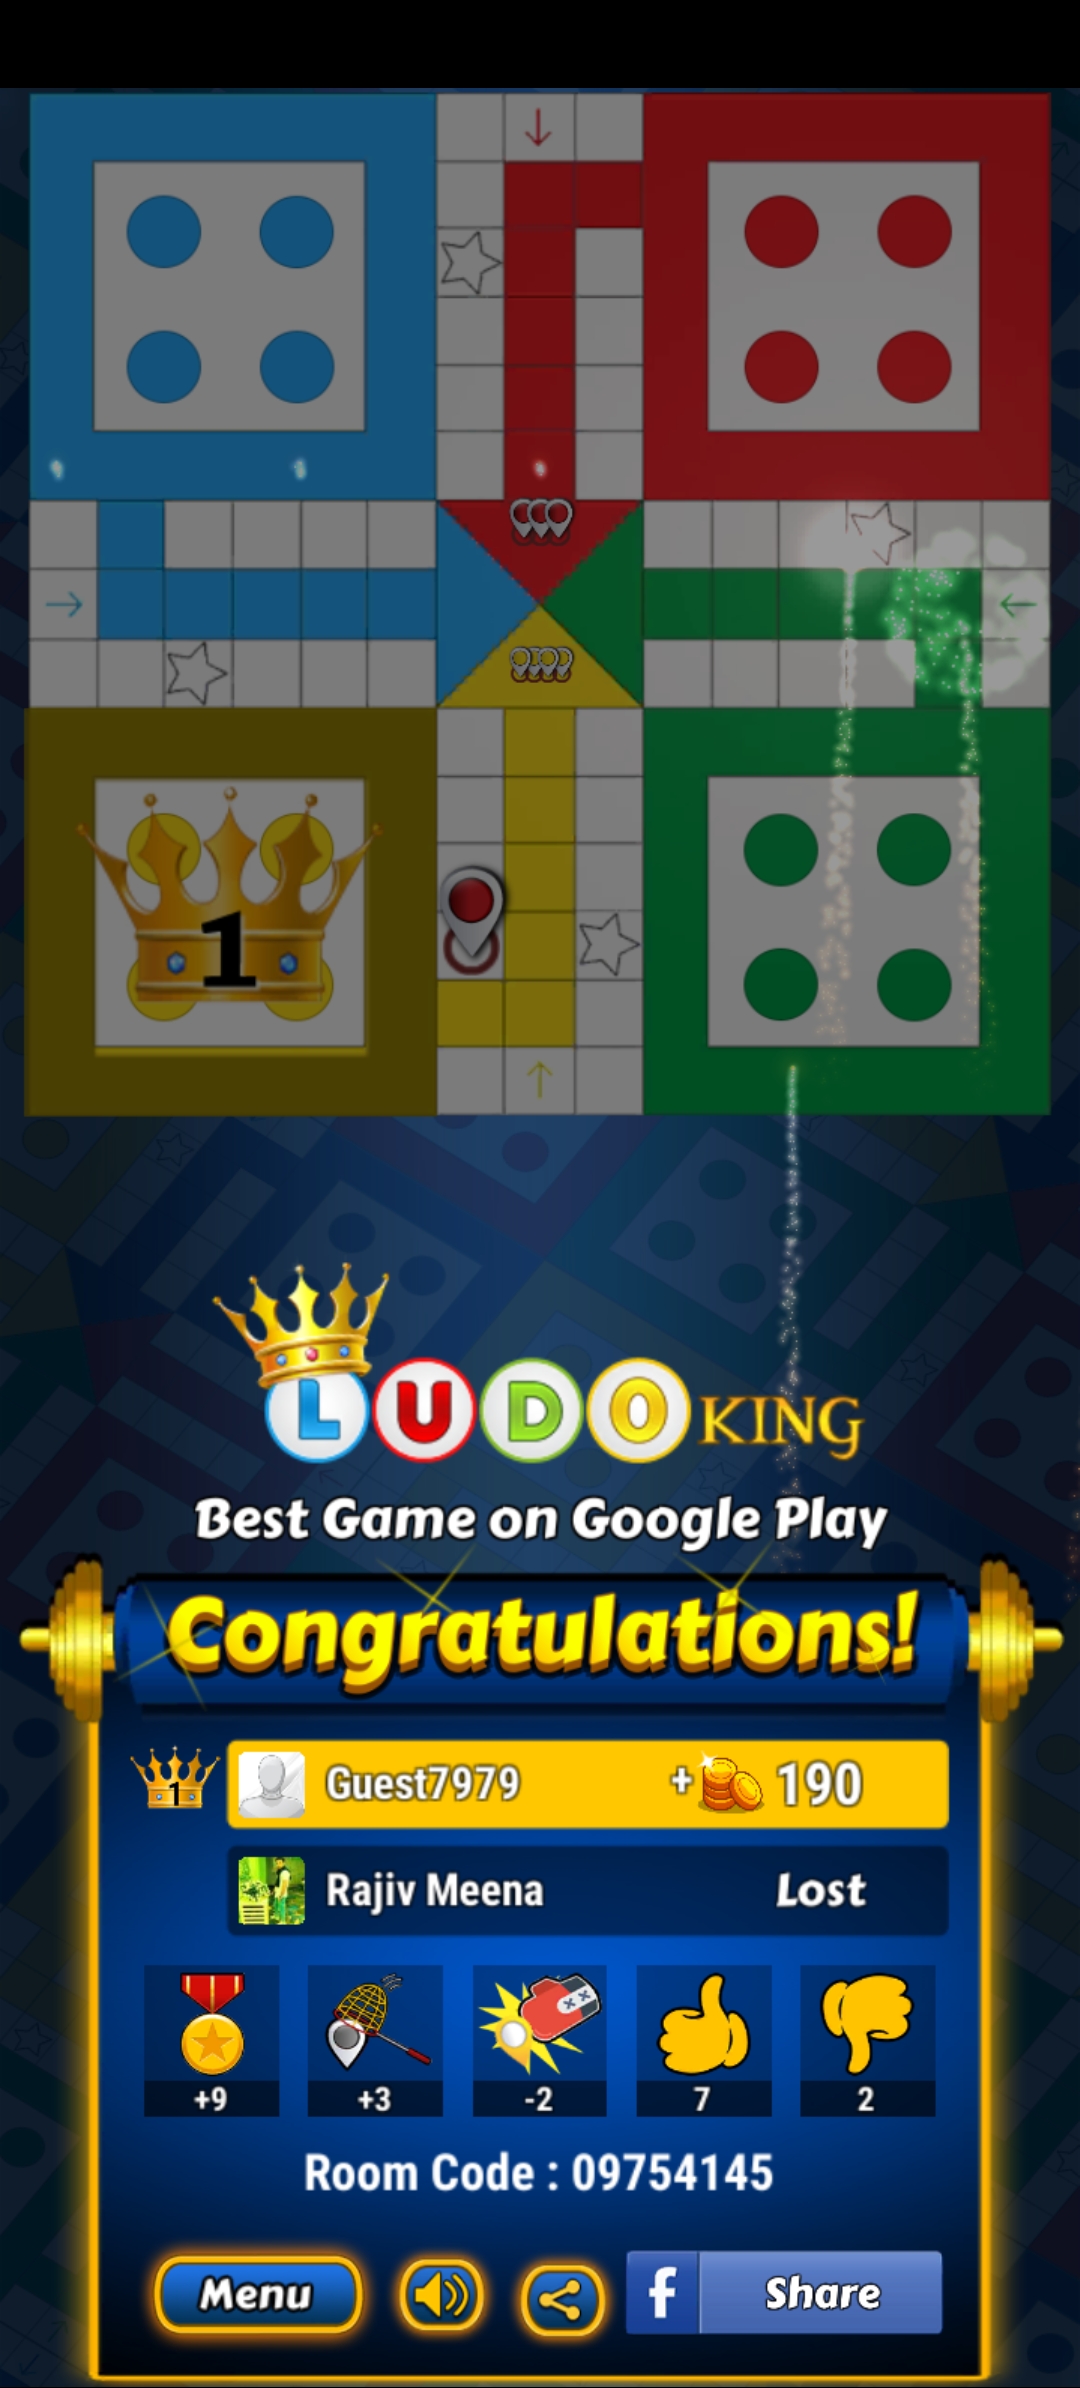 1
LUDO KING
Best Game on Google Play
Congratulations!
1 Guest7979 + 190
Rajiv Meena Lost
+9 +3 -2 7 2
Room Code : 09754145
Menu f Share